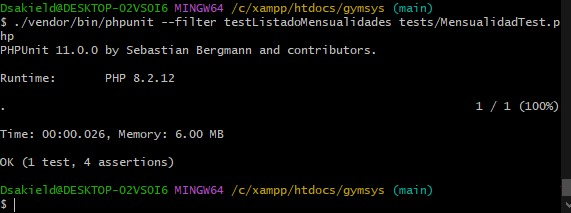 Dsakield@DESKTOP-O2VSOI6 MINGW64 /c/xampp/htdocs/gymsys (main)
$ ./vendor/bin/phpunit --filter testListadoMensualidades tests/MensualidadTest.p
hp
PHPUnit 11.0.0 by Sebastian Bergmann and contributors.
Runtime:       PHP 8.2.12
.                                                                   1 / 1 (100%)
Time: 00:00.026, Memory: 6.00 MB
OK (1 test, 4 assertions)
Dsakield@DESKTOP-O2VSOI6 MINGW64 /c/xampp/htdocs/gymsys (main)
$